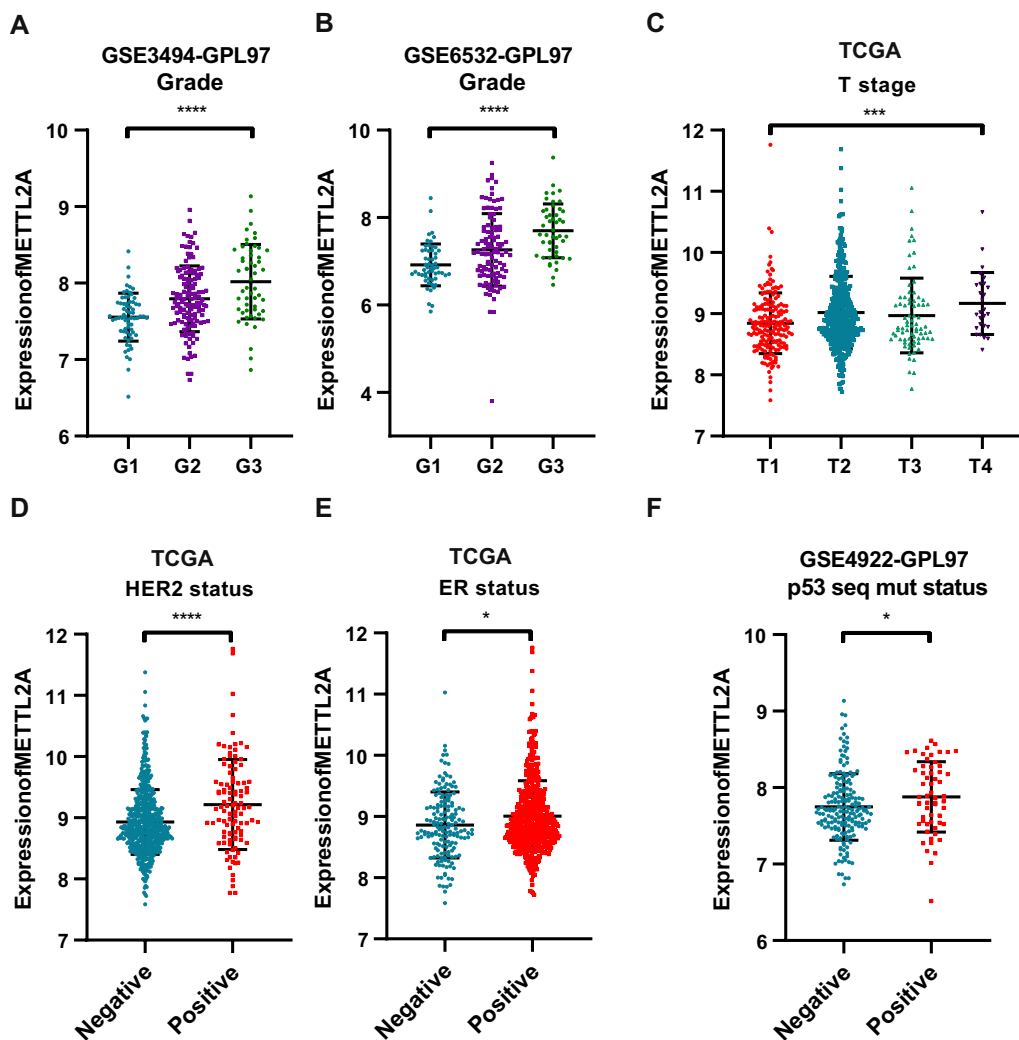 A
GSE3494-GPL97
Grade
****
ExpressionofMETTL2A
10
9
8
7
6
G1 G2 G3
B
GSE6532-GPL97
Grade
****
ExpressionofMETTL2A
10
8
6
4
G1 G2 G3
C
TCGA
T stage
***
ExpressionofMETTL2A
12
11
10
9
8
7
T1 T2 T3 T4
D
TCGA
HER2 status
****
ExpressionofMETTL2A
12
11
10
9
8
7
Negative Positive
E
TCGA
ER status
*
ExpressionofMETTL2A
12
11
10
9
8
7
Negative Positive
F
GSE4922-GPL97
p53 seq mut status
*
ExpressionofMETTL2A
10
9
8
7
6
Negative Positive